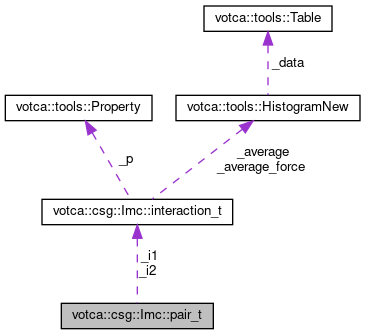 votca::tools::Table
_data
votca::tools::Property
votca::tools::HistogramNew
_p
_average
_average_force
votca::csg::Imc::interaction_t
_i1
_i2
votca::csg::Imc::pair_t